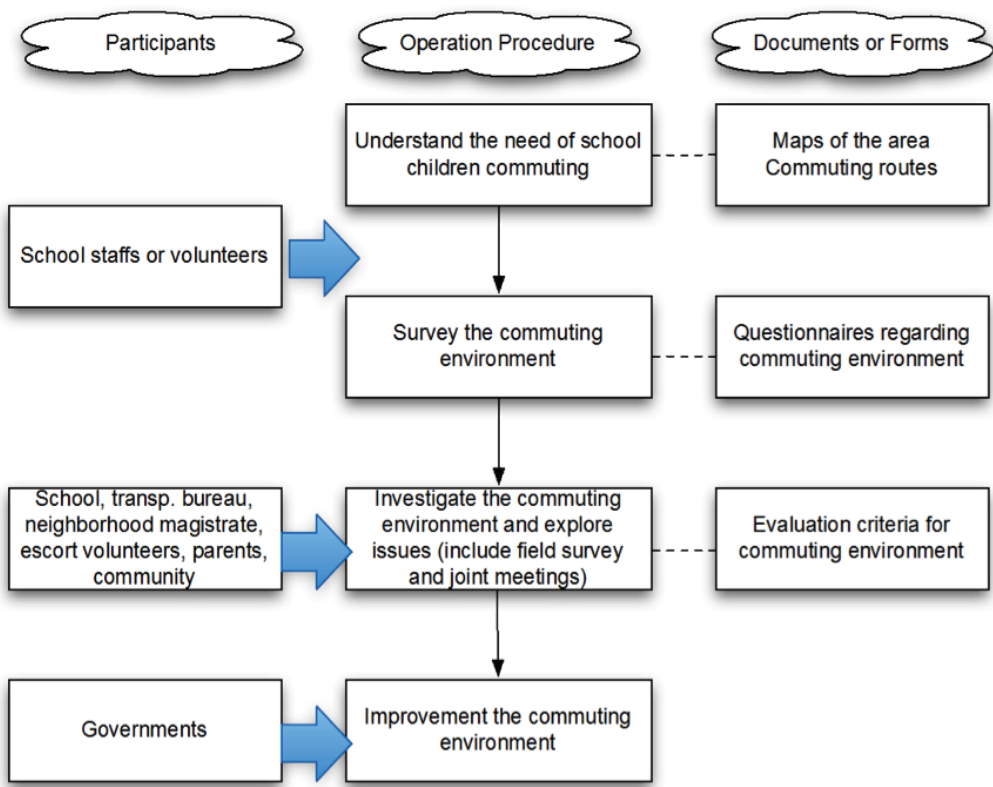 Participants
Operation Procedure
Documents or Forms
Understand the need of school
children commuting
Maps of the area
Commuting routes
School staffs or volunteers
Survey the commuting
environment
Questionnaires regarding
commuting environment
School, transp. bureau,
neighborhood magistrate,
escort volunteers, parents,
community
Investigate the commuting
environment and explore
issues (include field survey
and joint meetings)
Evaluation criteria for
commuting environment
Governments
Improvement the commuting
environment